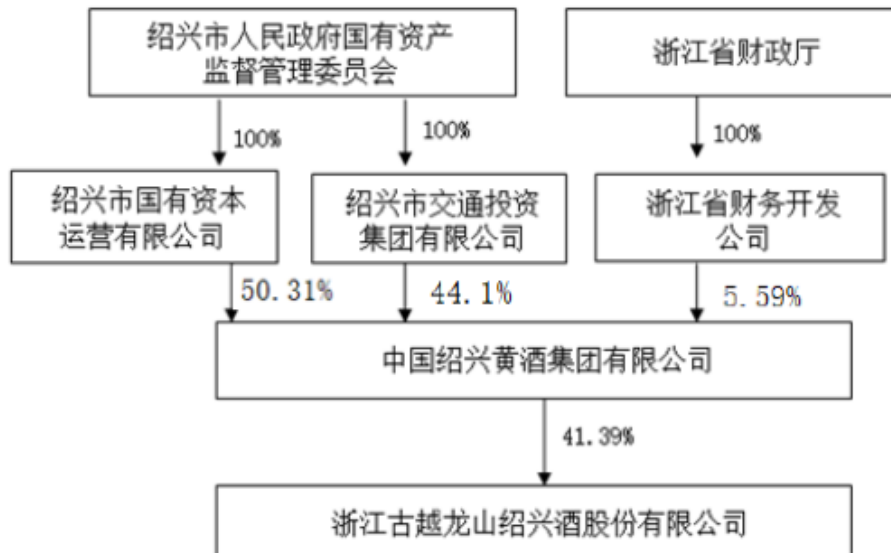 绍兴市人民政府国有资产
监督管理委员会
浙江省财政厅
100%
100%
100%
绍兴市国有资本
运营有限公司
绍兴市交通投资
集团有限公司
浙江省财务开发
公司
50.31%
44.1%
5.59%
中国绍兴黄酒集团有限公司
41.39%
浙江古越龙山绍兴酒股份有限公司